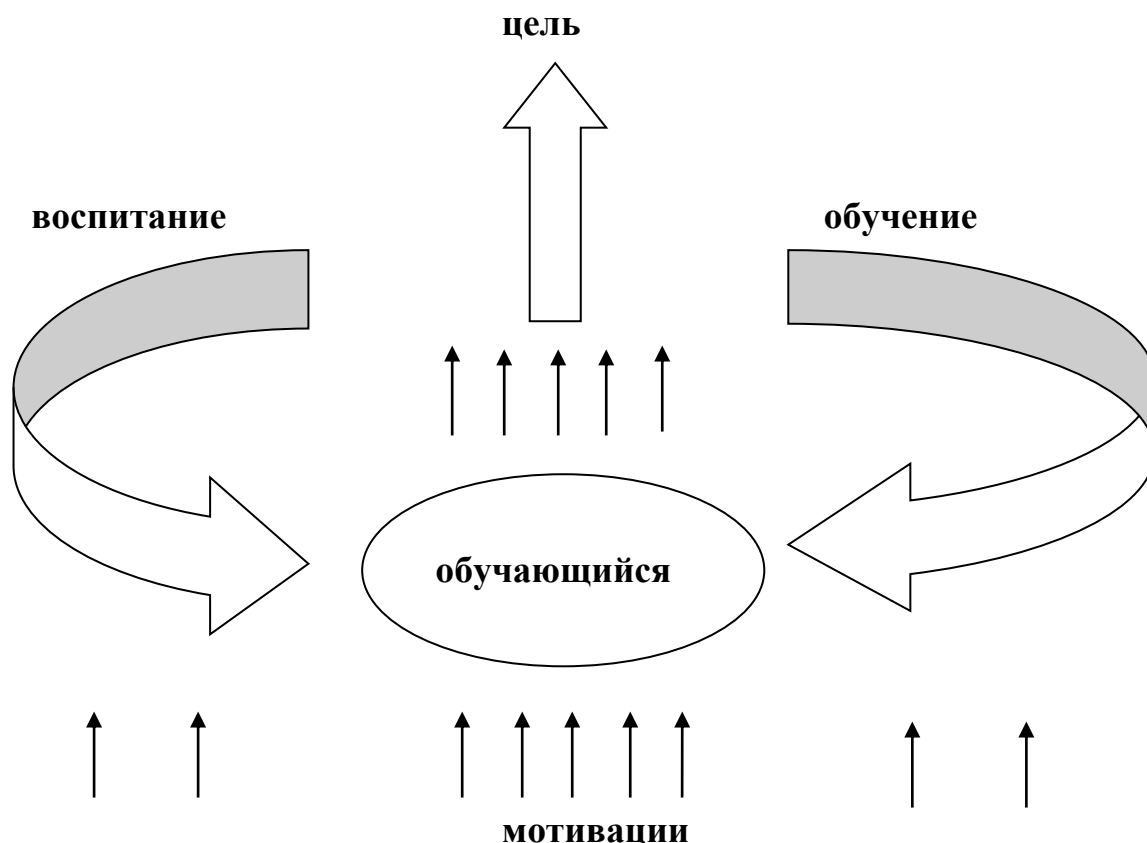 цель
воспитание
обучение
обучающийся
мотивации